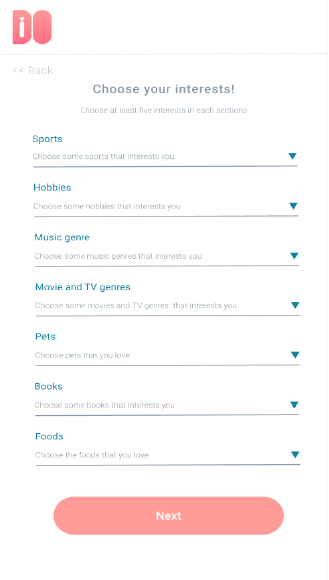 << Back
Choose your interests!
Choose at least five interests in each sections
Sports
Choose some sports that interests you
Hobbies
Choose some hobbies that interests you
Music genre
Choose some music genres that interests you
Movie and TV genres
Choose some movies and TV genres that interests you
Pets
Choose pets that you love
Books
Choose some books that interests you
Foods
Choose the foods that you love
Next